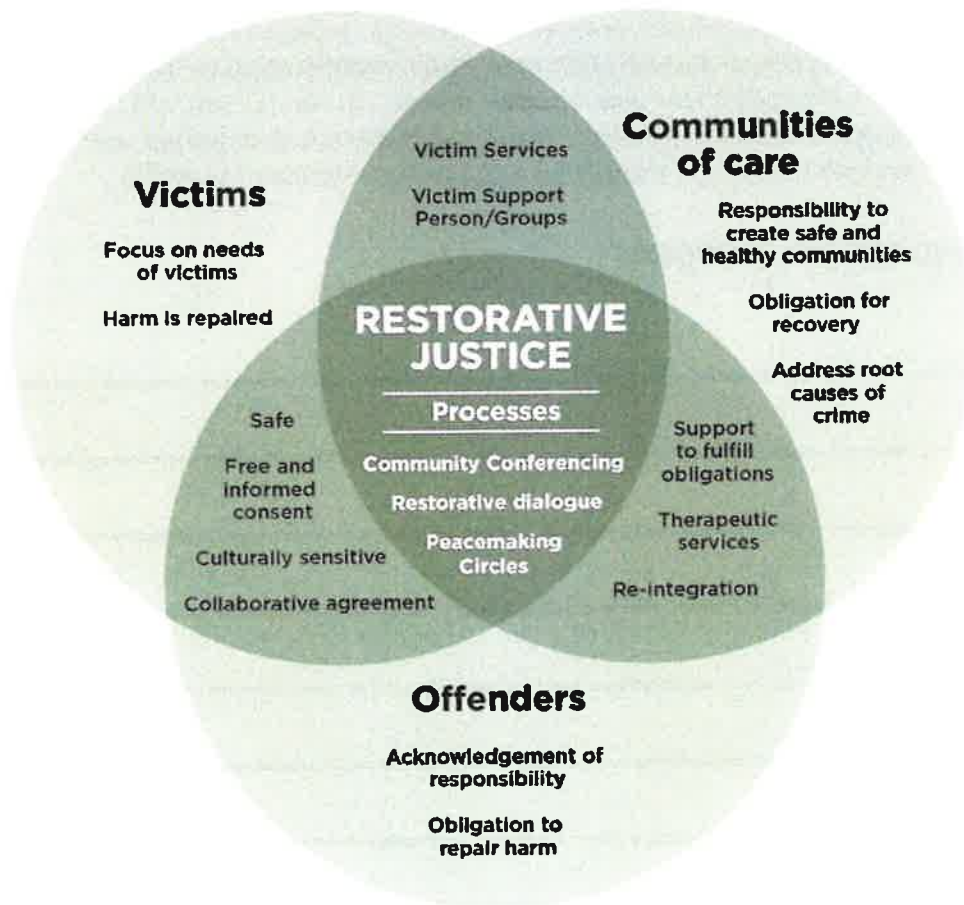 Victims
Focus on needs
of victims
Harm is repaired
Victim Services
Victim Support
Person/Groups
Communities
of care
Responsibility to
create safe and
healthy communities
Obligation for
recovery
Address root
causes of
crime
RESTORATIVE
JUSTICE
Processes
Community Conferencing
Restorative dialogue
Peacemaking
Circles
Safe
Free and
informed
consent
Culturally sensitive
Collaborative agreement
Support
to fulfill
obligations
Therapeutic
services
Re-integration
Offenders
Acknowledgement of
responsibility
Obligation to
repair harm